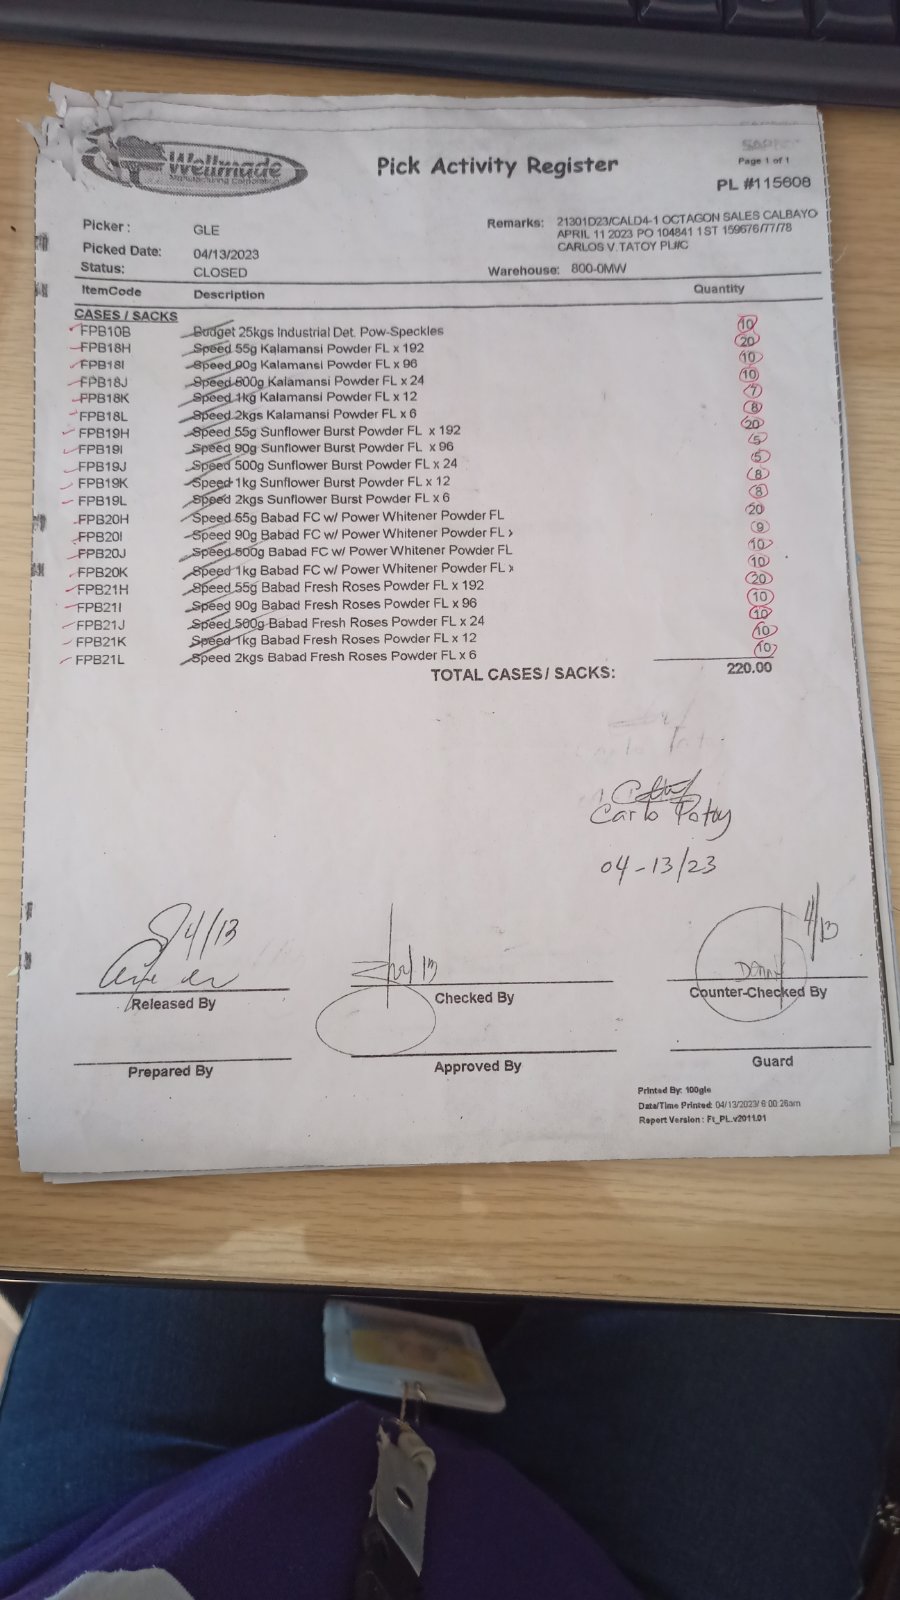 Wellmade
Manufacturing Corporation
Pick Activity Register
Page 1 of 1
PL #115608
Picker : GLE
Remarks: 21301D23/CALD4-1 OCTAGON SALES CALBAYO
APRIL 11 2023 PO 104841 1ST 159676/77/78
CARLOS V. TATOY PL#C
Picked Date: 04/13/2023
Status: CLOSED
Warehouse: 800-0MW
ItemCode Description Quantity
CASES / SACKS
FPB10B Budget 25kgs Industrial Det. Pow-Speckles 10
FPB18H Speed 55g Kalamansi Powder FL x 192 20
FPB18I Speed 90g Kalamansi Powder FL x 96 10
FPB18J Speed 500g Kalamansi Powder FL x 24 10
FPB18K Speed 1kg Kalamansi Powder FL x 12 7
FPB18L Speed 2kgs Kalamansi Powder FL x 6 8
FPB19H Speed 55g Sunflower Burst Powder FL x 192 20
FPB19I Speed 90g Sunflower Burst Powder FL x 96 5
FPB19J Speed 500g Sunflower Burst Powder FL x 24 5
FPB19K Speed 1kg Sunflower Burst Powder FL x 12 8
FPB19L Speed 2kgs Sunflower Burst Powder FL x 6 8
FPB20H Speed 55g Babad FC w/ Power Whitener Powder FL 20
FPB20I Speed 90g Babad FC w/ Power Whitener Powder FL x 9
FPB20J Speed 500g Babad FC w/ Power Whitener Powder FL 10
FPB20K Speed 1kg Babad FC w/ Power Whitener Powder FL x 10
FPB21H Speed 55g Babad Fresh Roses Powder FL x 192 20
FPB21I Speed 90g Babad Fresh Roses Powder FL x 96 10
FPB21J Speed 500g Babad Fresh Roses Powder FL x 24 10
FPB21K Speed 1kg Babad Fresh Roses Powder FL x 12 10
FPB21L Speed 2kgs Babad Fresh Roses Powder FL x 6 10
TOTAL CASES / SACKS: 220.00
Carlo Patoy
04-13/23
4/13
4/13
Donny
Released By
Checked By
Counter-Checked By
Prepared By
Approved By
Guard
Printed By: 100gle
Date/Time Printed: 04/13/2023/ 6:00:26am
Report Version : Ft_PL.v2011.01